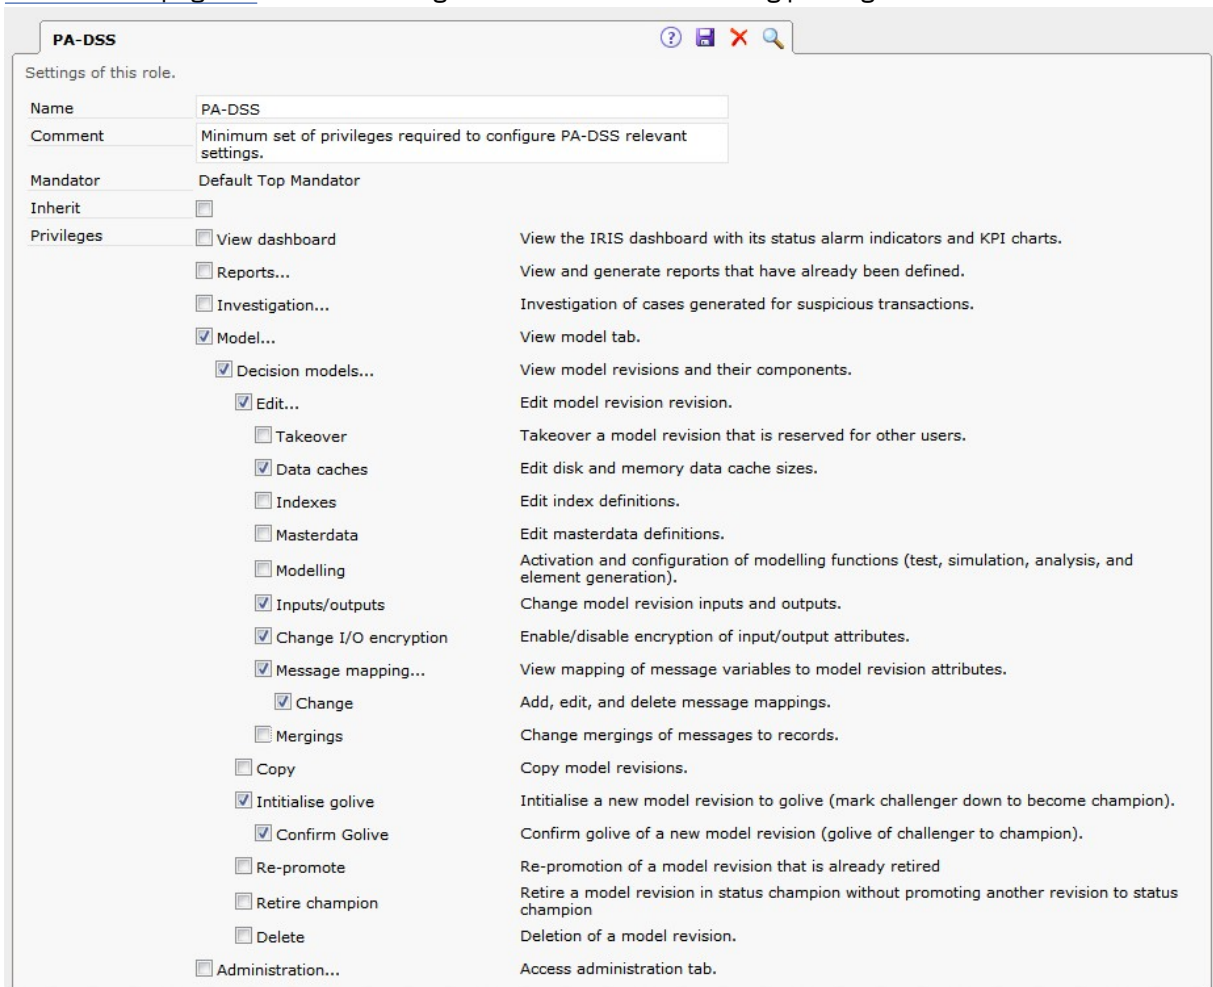 PA-DSS
Settings of this role.
Name PA-DSS
Comment Minimum set of privileges required to configure PA-DSS relevant
settings.
Mandator Default Top Mandator
Inherit
Privileges View dashboard View the IRIS dashboard with its status alarm indicators and KPI charts.
Reports... View and generate reports that have already been defined.
Investigation... Investigation of cases generated for suspicious transactions.
Model... View model tab.
Decision models... View model revisions and their components.
Edit... Edit model revision revision.
Takeover Takeover a model revision that is reserved for other users.
Data caches Edit disk and memory data cache sizes.
Indexes Edit index definitions.
Masterdata Edit masterdata definitions.
Modelling Activation and configuration of modelling functions (test, simulation, analysis, and
element generation).
Inputs/outputs Change model revision inputs and outputs.
Change I/O encryption Enable/disable encryption of input/output attributes.
Message mapping... View mapping of message variables to model revision attributes.
Change Add, edit, and delete message mappings.
Mergings Change mergings of messages to records.
Copy Copy model revisions.
Intitialise golive Intitialise a new model revision to golive (mark challenger down to become champion).
Confirm Golive Confirm golive of a new model revision (golive of challenger to champion).
Re-promote Re-promotion of a model revision that is already retired
Retire champion Retire a model revision in status champion without promoting another revision to status
champion
Delete Deletion of a model revision.
Administration... Access administration tab.